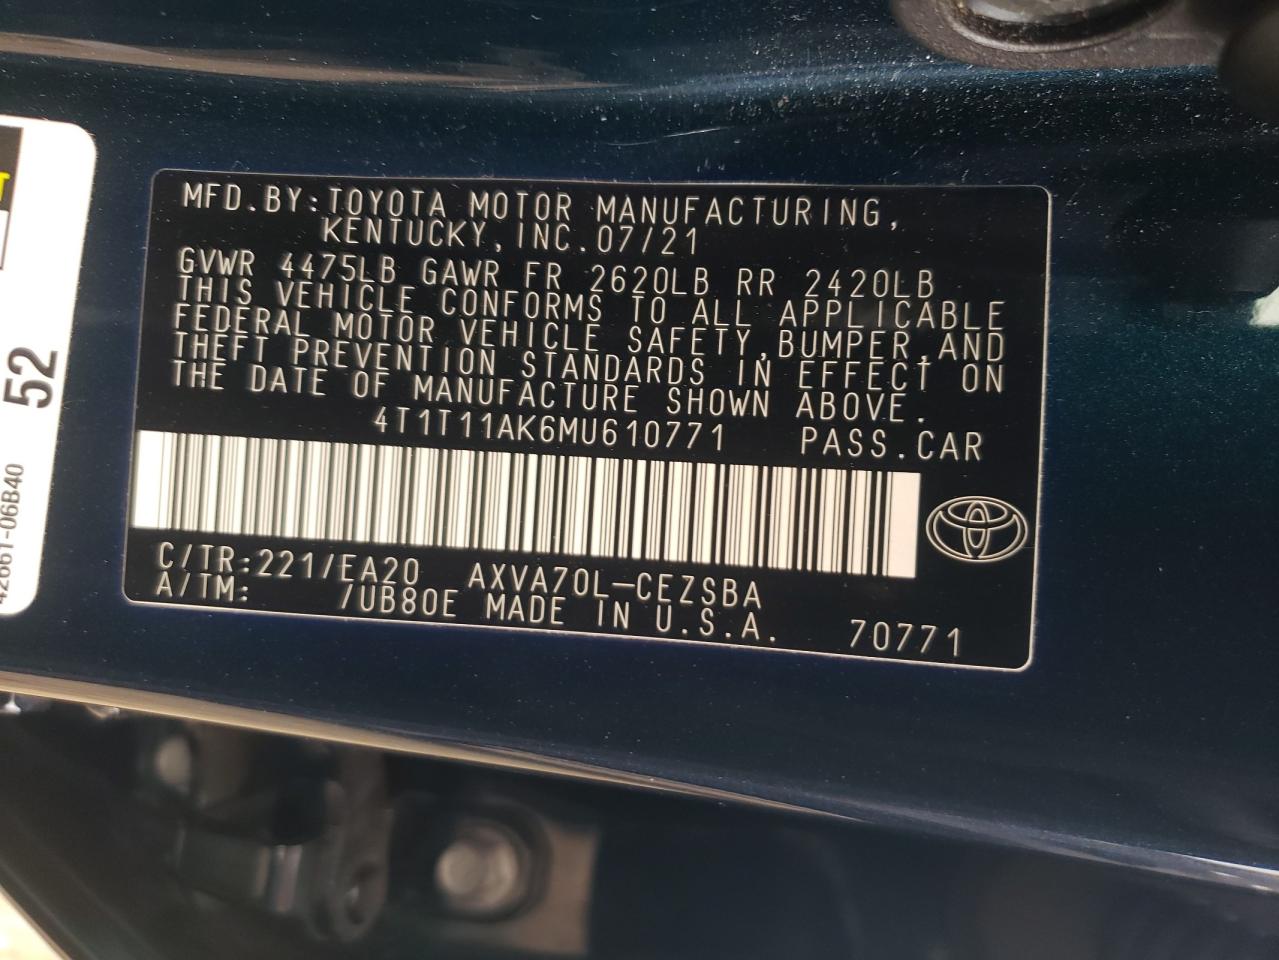 MFD.BY:TOYOTA MOTOR MANUFACTURING,
KENTUCKY,INC.07/21
GVWR 4475LB GAWR FR 2620LB RR 2420LB
THIS VEHICLE CONFORMS TO ALL APPLICABLE
FEDERAL MOTOR VEHICLE SAFETY,BUMPER,AND
THEFT PREVENTION STANDARDS IN EFFECT ON
THE DATE OF MANUFACTURE SHOWN ABOVE.
4T1T11AK6MU610771 PASS.CAR
C/TR:221/EA20 AXVA70L-CEZSBA
A/TM: /UB80E MADE IN U.S.A. 70771
52
42661-06B40